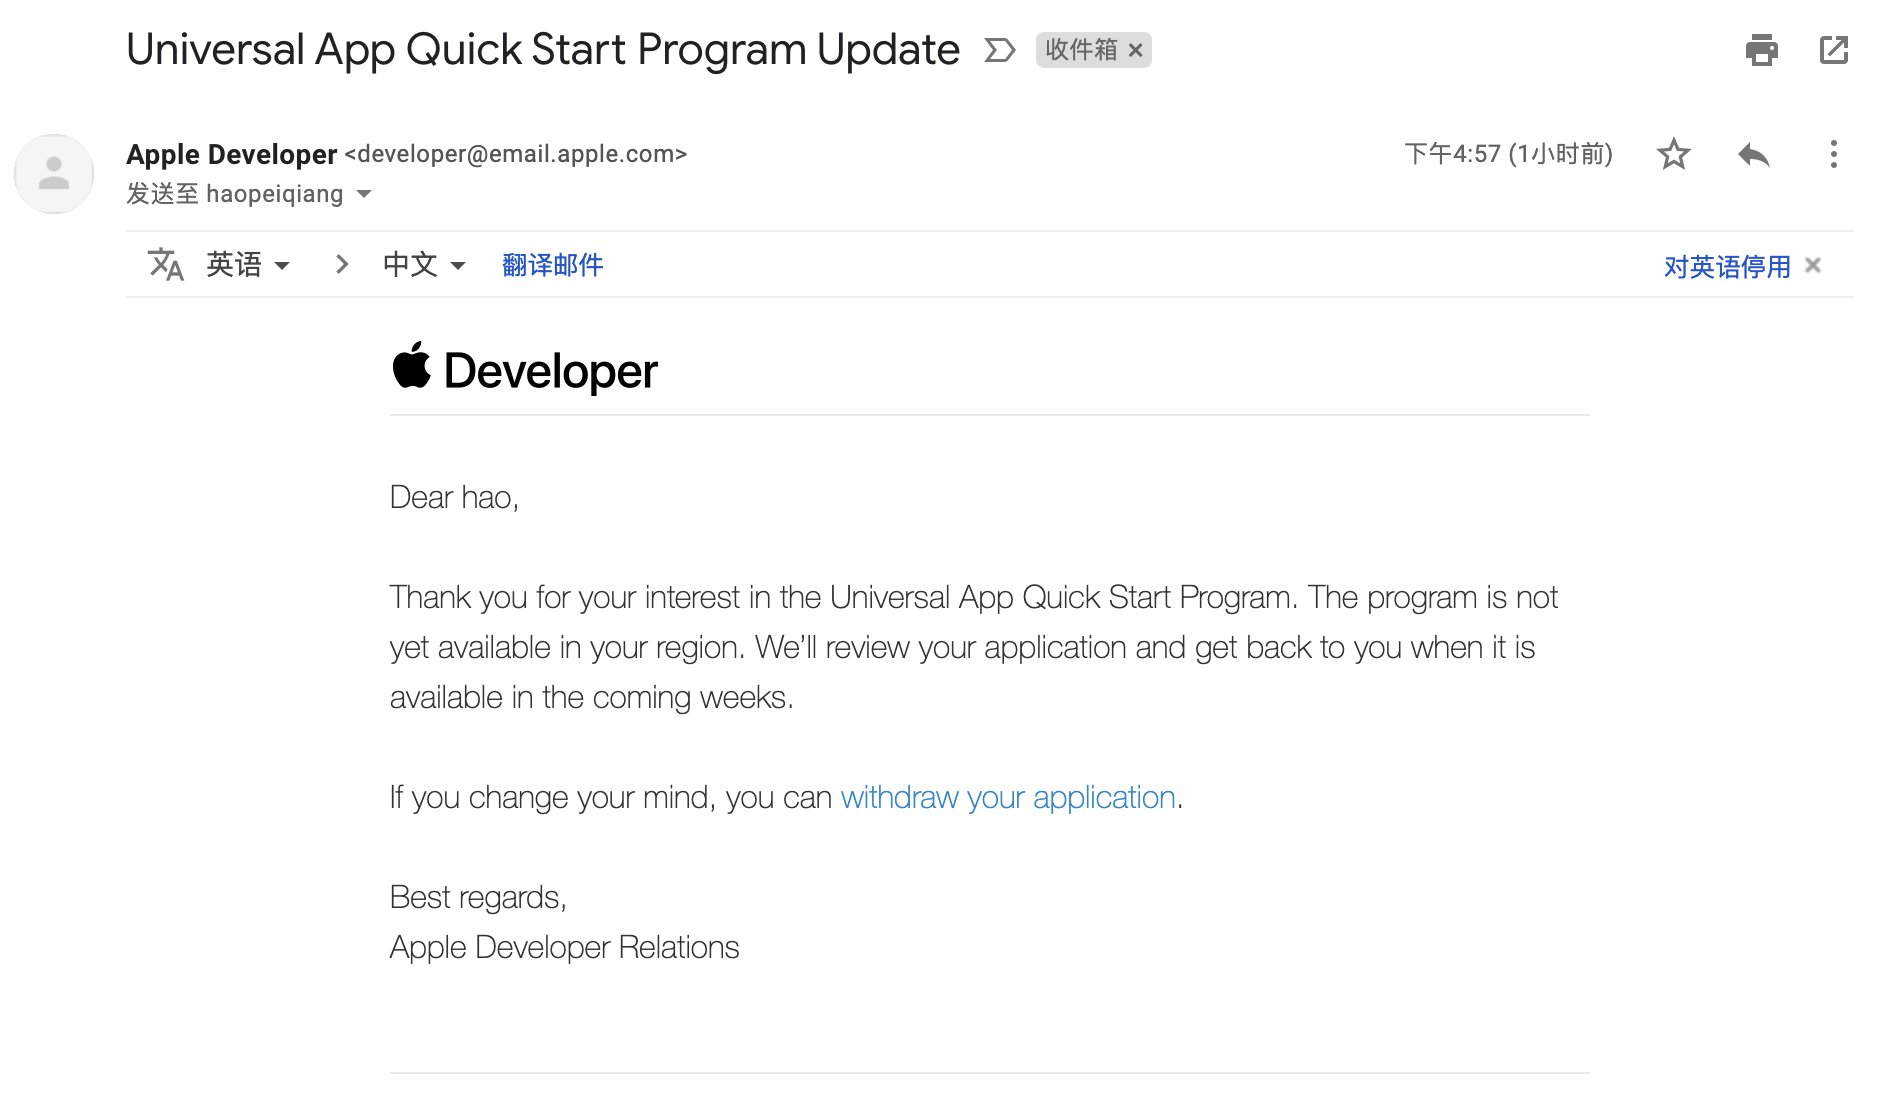 Universal App Quick Start Program Update 收件箱 ×
Apple Developer <developer@email.apple.com> 下午4:57 (1小时前)
发送至 haopeiqiang
英语 > 中文 翻译邮件 对英语停用 ×
Developer
Dear hao,
Thank you for your interest in the Universal App Quick Start Program. The program is not
yet available in your region. We’ll review your application and get back to you when it is
available in the coming weeks.
If you change your mind, you can withdraw your application.
Best regards,
Apple Developer Relations